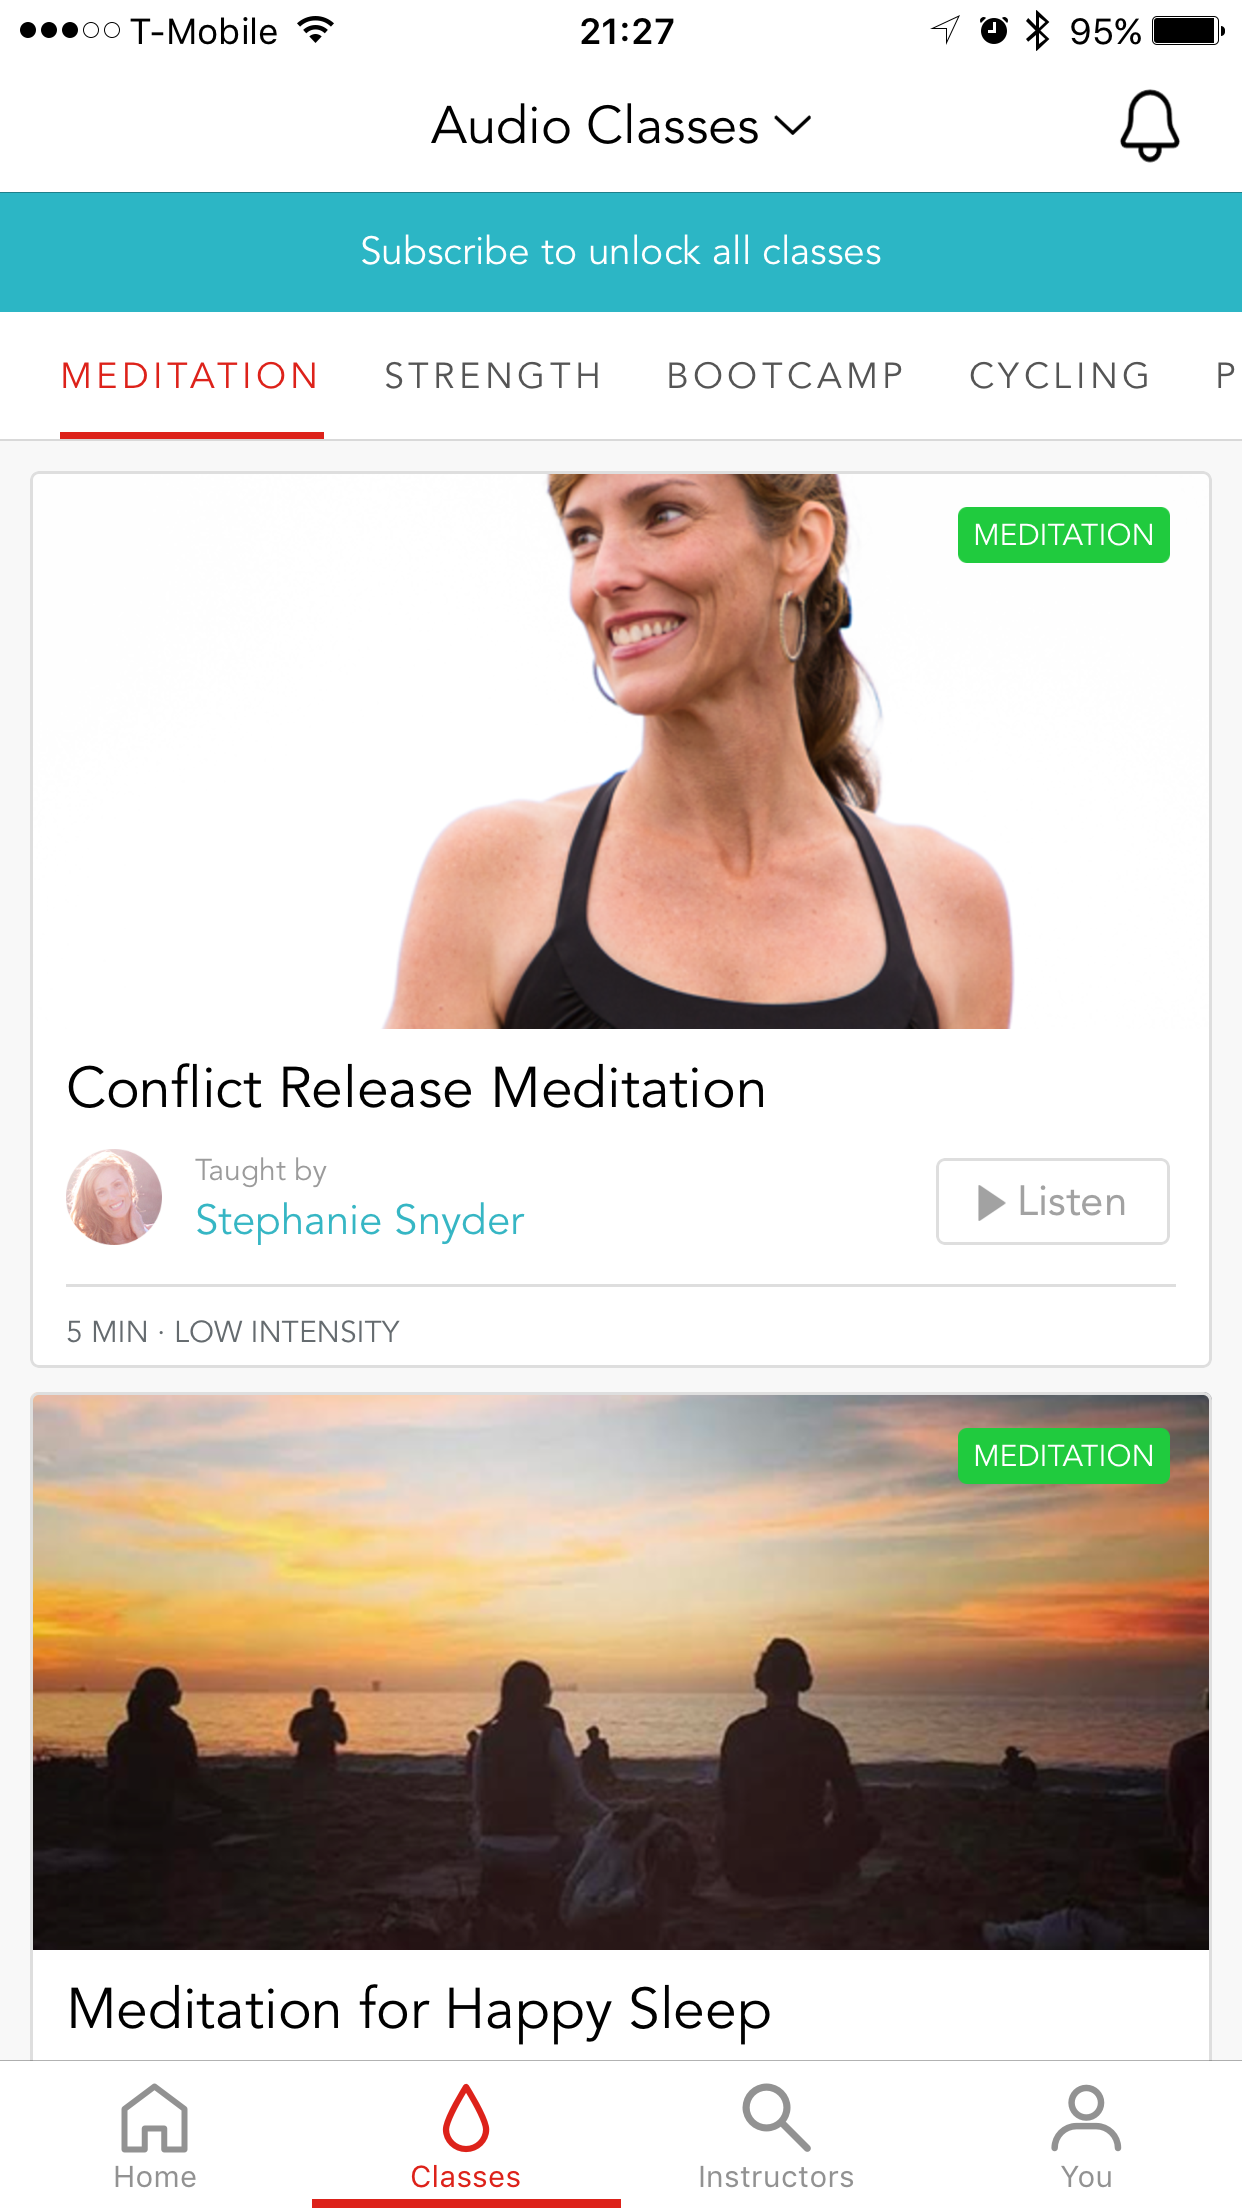 T-Mobile 21:27 95%
Audio Classes
Subscribe to unlock all classes
MEDITATION STRENGTH BOOTCAMP CYCLING P
MEDITATION
Conflict Release Meditation
Taught by
Stephanie Snyder
Listen
5 MIN · LOW INTENSITY
MEDITATION
Meditation for Happy Sleep
Home Classes Instructors You